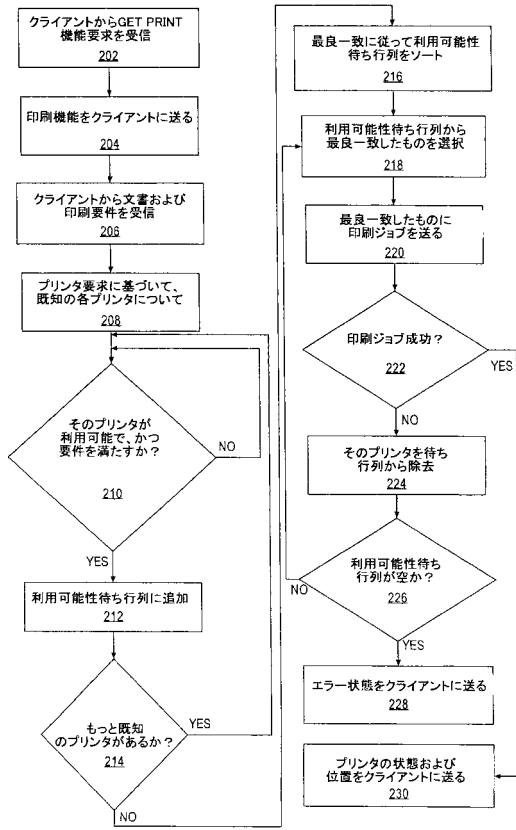 クライアントからGET PRINT
機能要求を受信
202
印刷機能をクライアントに送る
204
クライアントから文書および
印刷要件を受信
206
プリンタ要求に基づいて、
既知の各プリンタについて
208
そのプリンタが
利用可能で、かつ
要件を満たすか？
210
NO
YES
利用可能性待ち行列に追加
212
もっと既知
のプリンタがあるか？
214
YES
NO
最良一致に従って利用可能性
待ち行列をソート
216
利用可能性待ち行列から
最良一致したものを選択
218
最良一致したものに
印刷ジョブを送る
220
印刷ジョブ成功？
222
YES
NO
そのプリンタを待ち
行列から除去
224
利用可能性待ち
行列が空か？
226
NO
YES
エラー状態をクライアントに送る
228
プリンタの状態および
位置をクライアントに送る
230